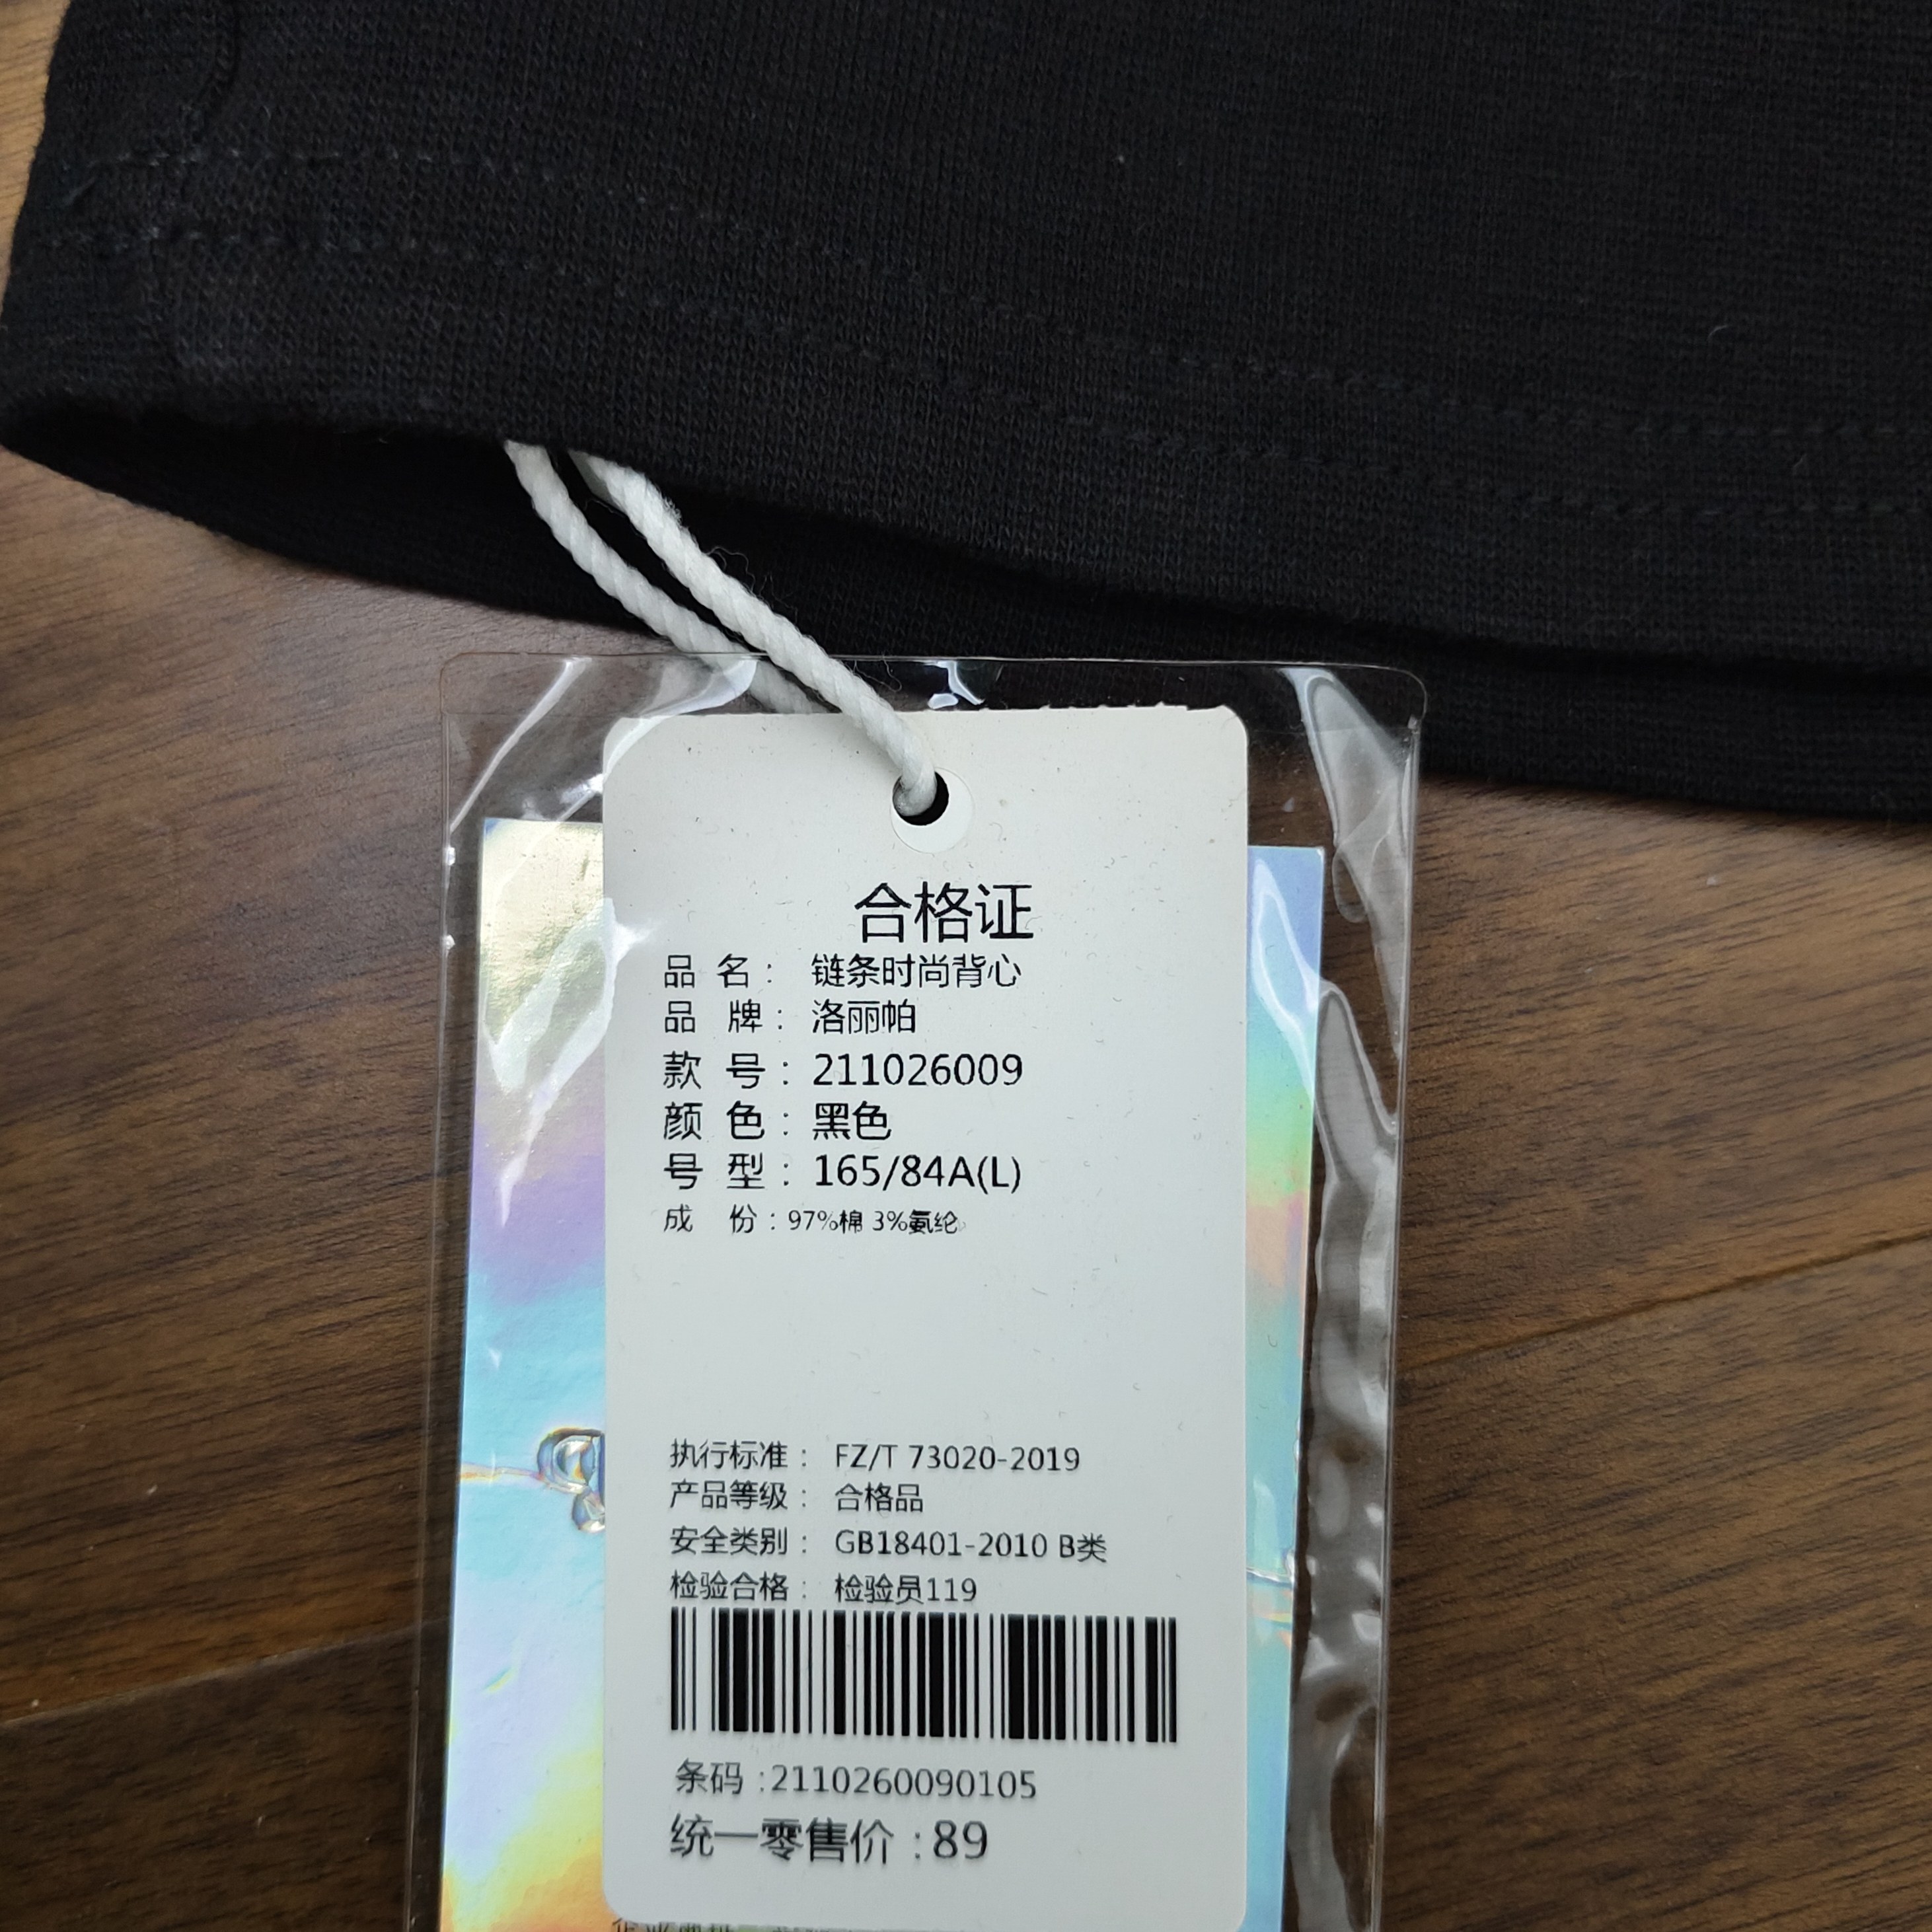 合格证
品 名： 链条时尚背心
品 牌： 洛丽帕
款 号： 211026009
颜 色： 黑色
号 型： 165/84A(L)
成 份：97%棉 3%氨纶
执行标准： FZ/T 73020-2019
产品等级： 合格品
安全类别： GB18401-2010 B类
检验合格： 检验员119
条码 :2110260090105
统一零售价 :89